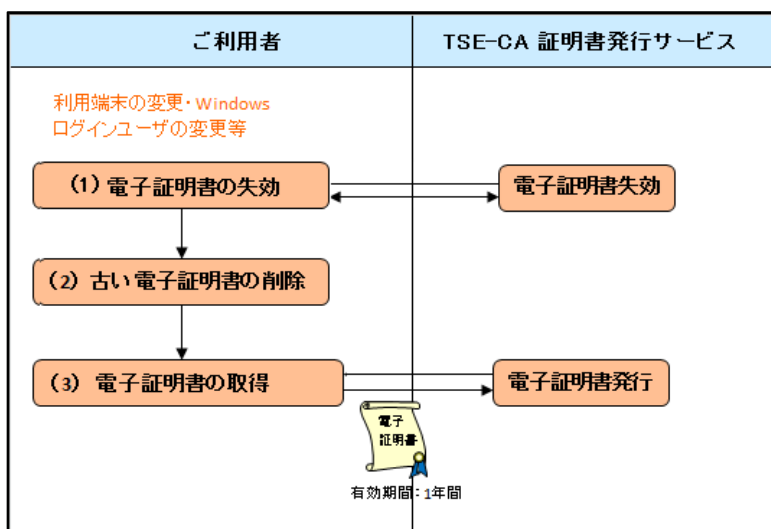 ご利用者
TSE-CA 証明書発行サービス
利用端末の変更・Windows
ログインユーザの変更等
(1) 電子証明書の失効
電子証明書失効
(2) 古い電子証明書の削除
(3) 電子証明書の取得
電子証明書発行
電子
証明書
有効期間：1年間